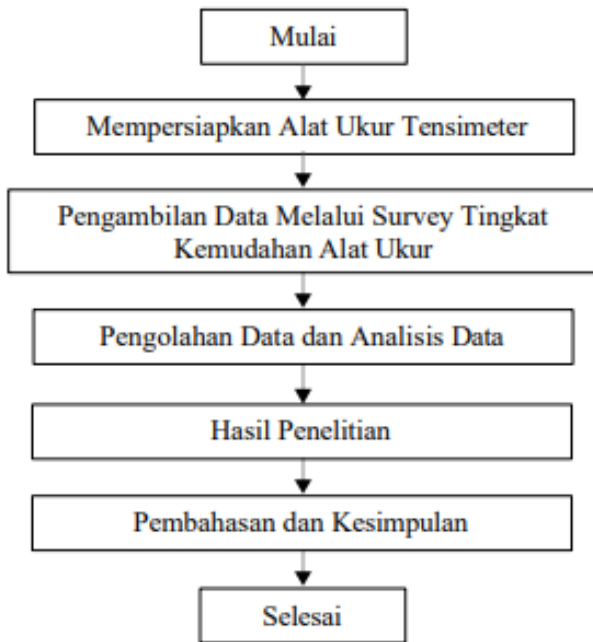 Mulai
Mempersiapkan Alat Ukur Tensimeter
Pengambilan Data Melalui Survey Tingkat
Kemudahan Alat Ukur
Pengolahan Data dan Analisis Data
Hasil Penelitian
Pembahasan dan Kesimpulan
Selesai